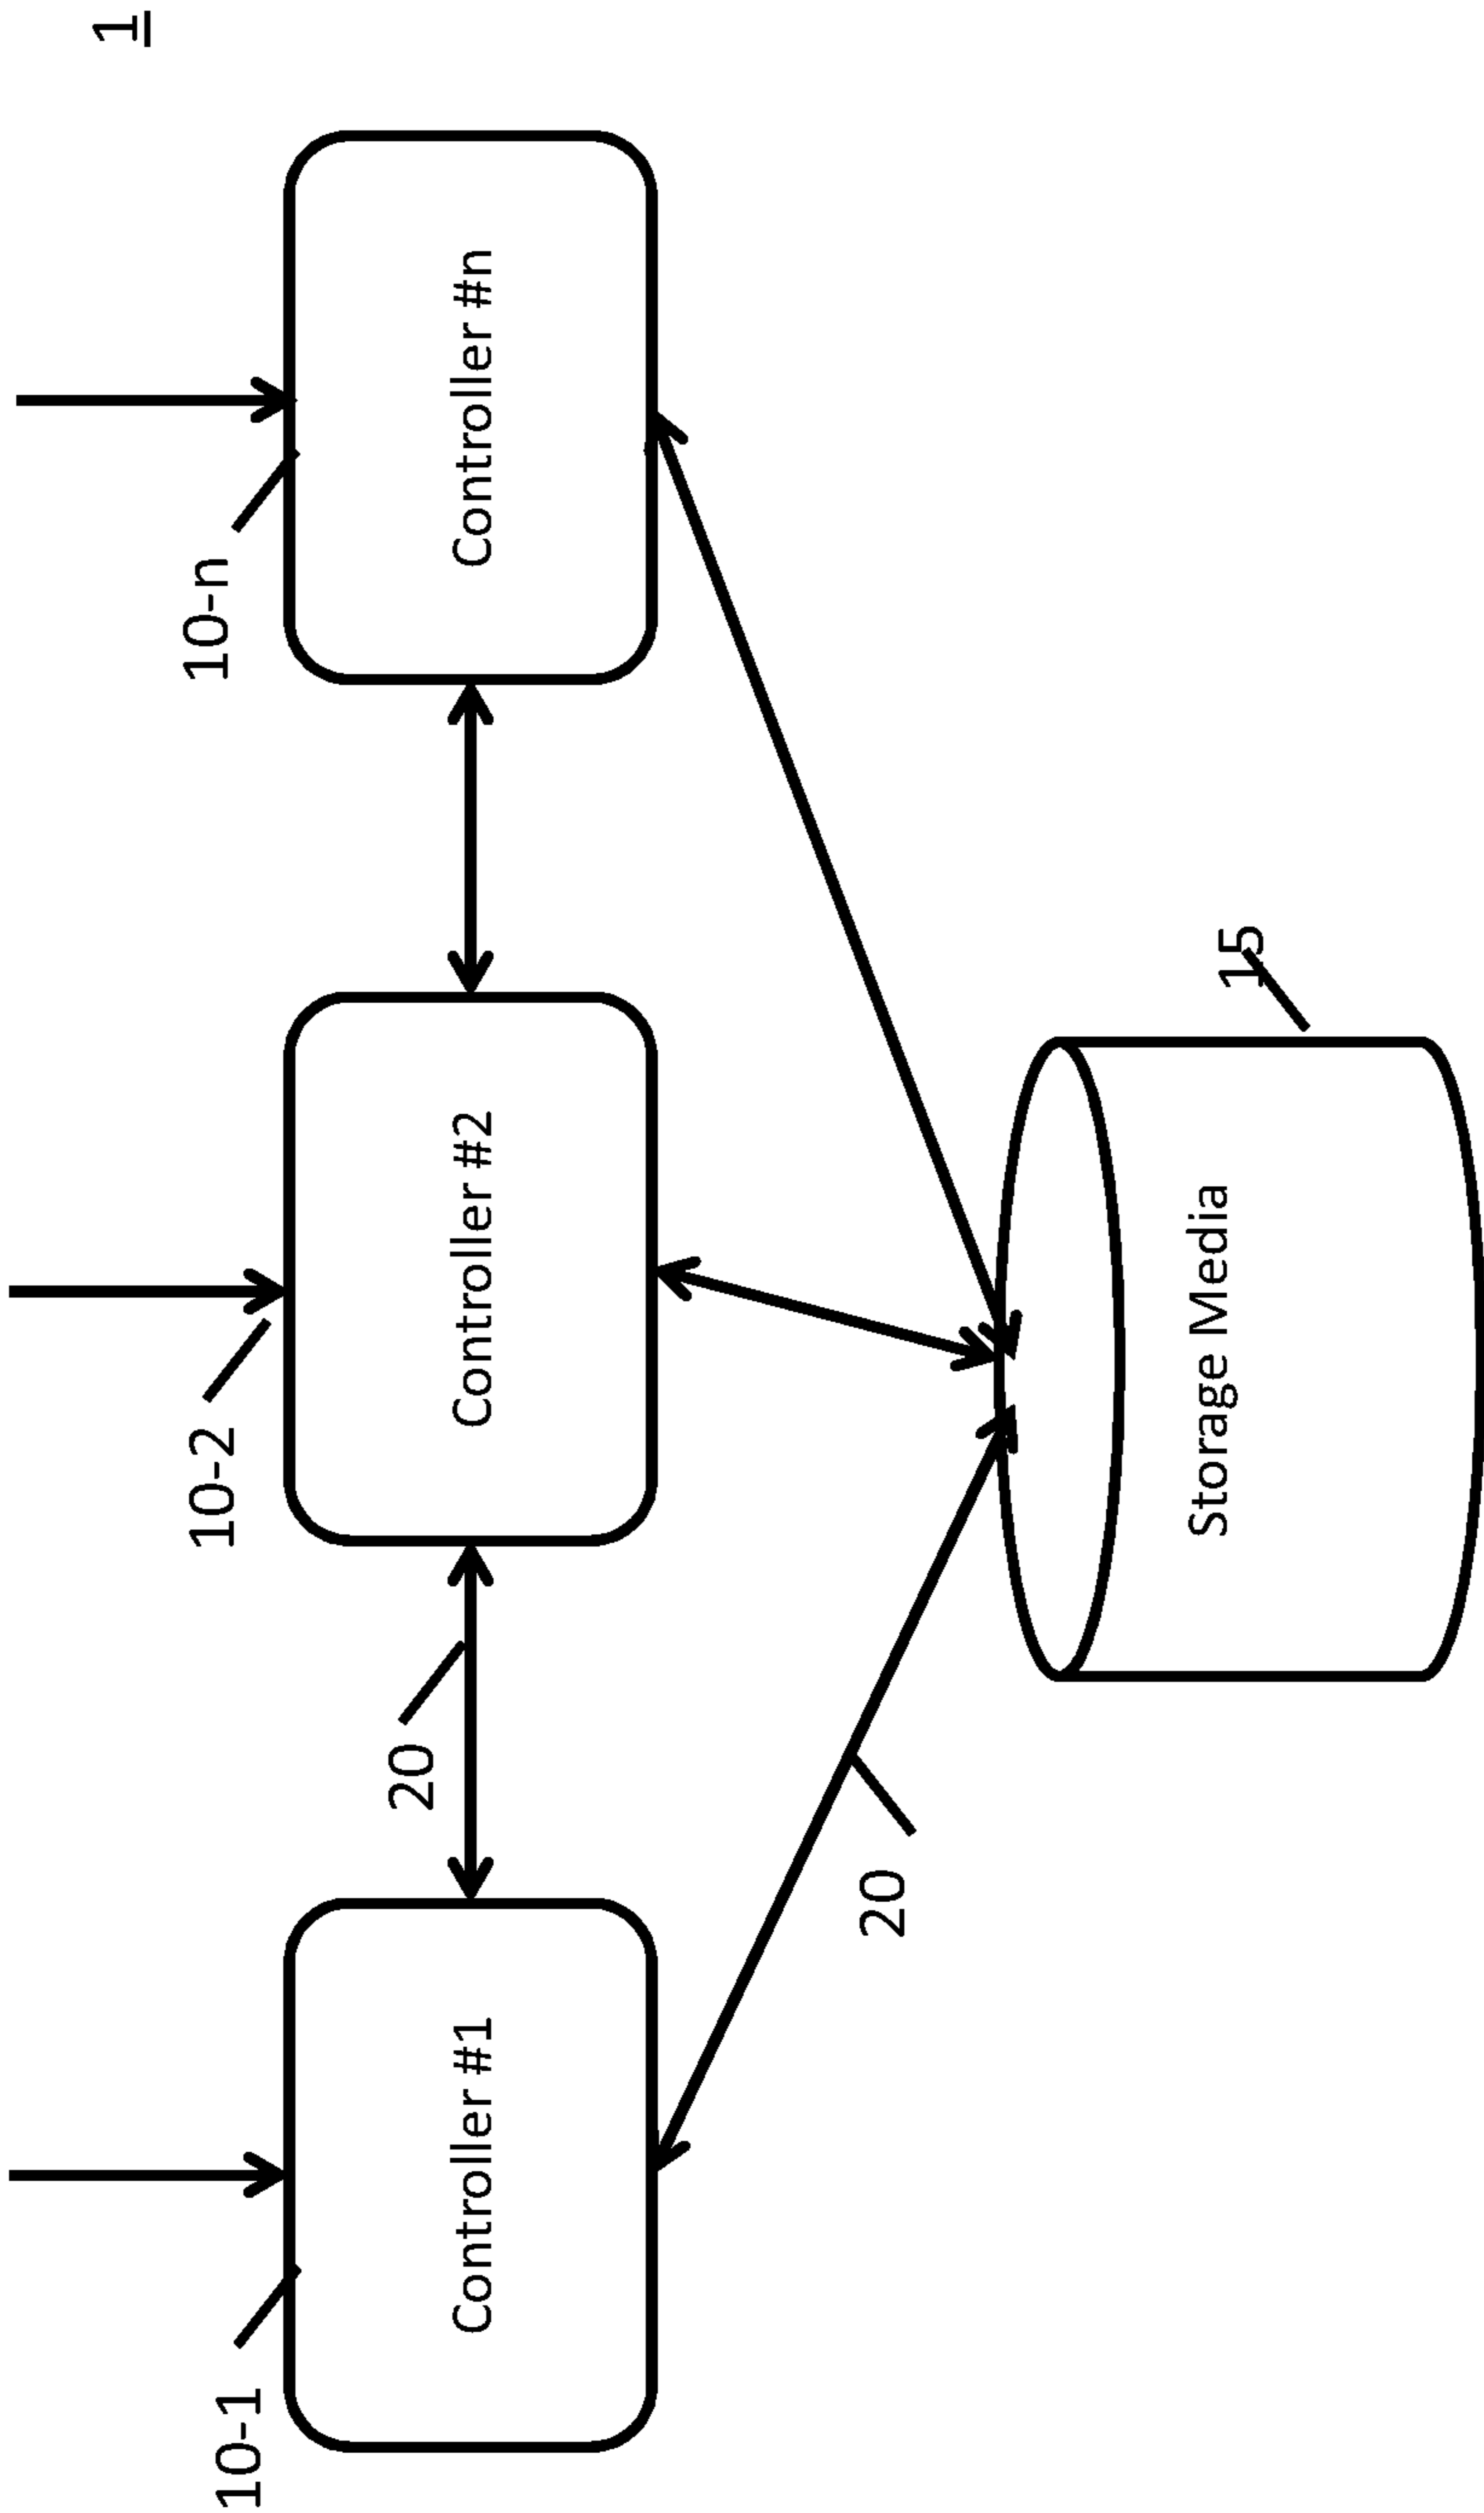 1
10-1
10-2
10-n
Controller #1
20
Controller #2
Controller #n
20
15
Storage Media